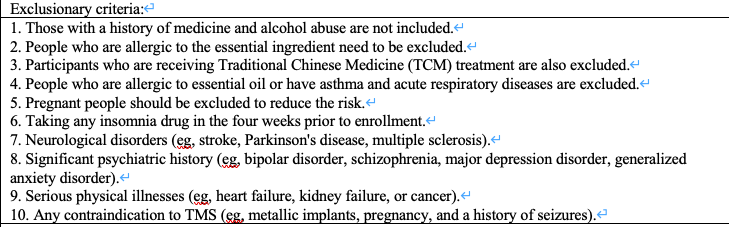 Exclusionary criteria:
1. Those with a history of medicine and alcohol abuse are not included.
2. People who are allergic to the essential ingredient need to be excluded.
3. Participants who are receiving Traditional Chinese Medicine (TCM) treatment are also excluded.
4. People who are allergic to essential oil or have asthma and acute respiratory diseases are excluded.
5. Pregnant people should be excluded to reduce the risk.
6. Taking any insomnia drug in the four weeks prior to enrollment.
7. Neurological disorders (eg, stroke, Parkinson's disease, multiple sclerosis).
8. Significant psychiatric history (eg, bipolar disorder, schizophrenia, major depression disorder, generalized
anxiety disorder).
9. Serious physical illnesses (eg, heart failure, kidney failure, or cancer).
10. Any contraindication to TMS (eg, metallic implants, pregnancy, and a history of seizures).